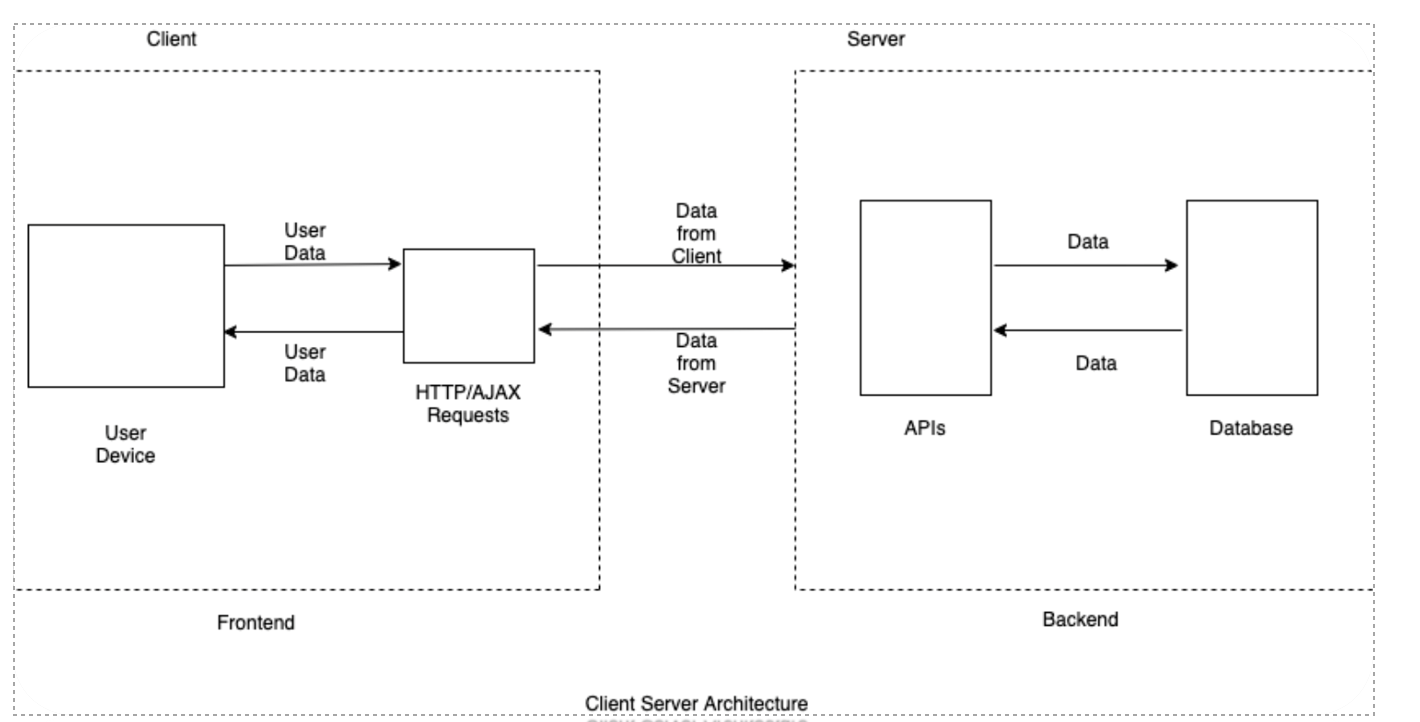 Client
Server
User
Data
Data
from
Client
Data
User
Data
Data
from
Server
Data
HTTP/AJAX
Requests
User
Device
APIs
Database
Frontend
Backend
Client Server Architecture